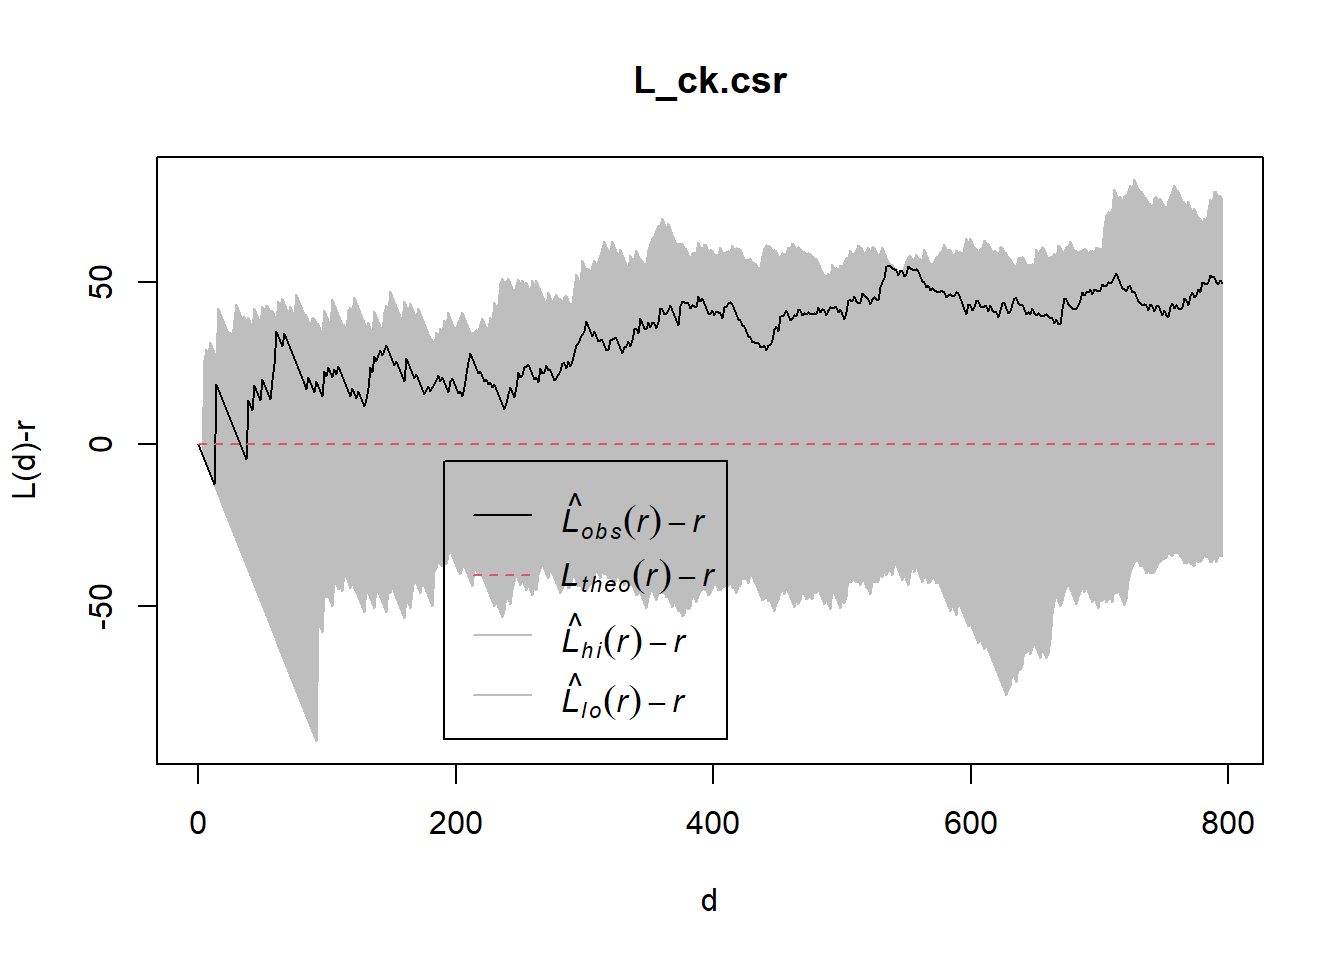 L_ck.csr
L(d)-r
50
0
-50
L̂obs(r) − r
Ltheo(r) − r
L̂hi(r) − r
L̂lo(r) − r
0 200 400 600 800
d